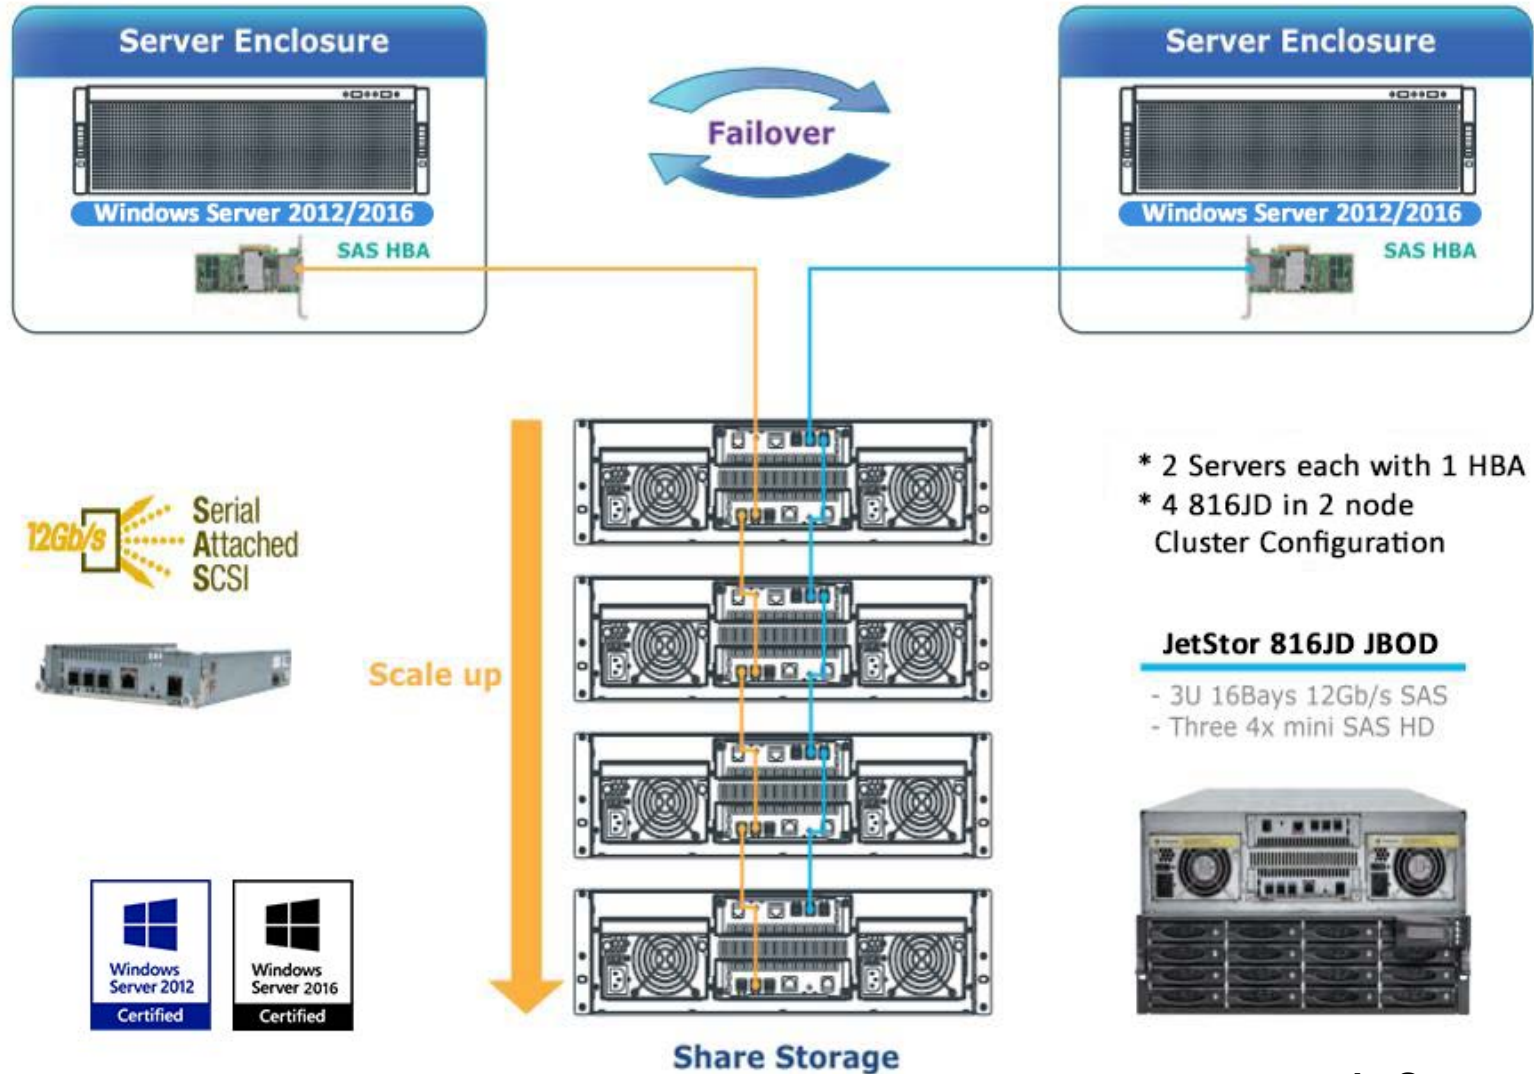 Server Enclosure
Server Enclosure
Failover
Windows Server 2012/2016
Windows Server 2012/2016
SAS HBA
SAS HBA
* 2 Servers each with 1 HBA
* 4 816JD in 2 node
Cluster Configuration
12Gb/s
Serial
Attached
SCSI
JetStor 816JD JBOD
- 3U 16Bays 12Gb/s SAS
- Three 4x mini SAS HD
Scale up
Windows
Server 2012
Certified
Windows
Server 2016
Certified
Share Storage